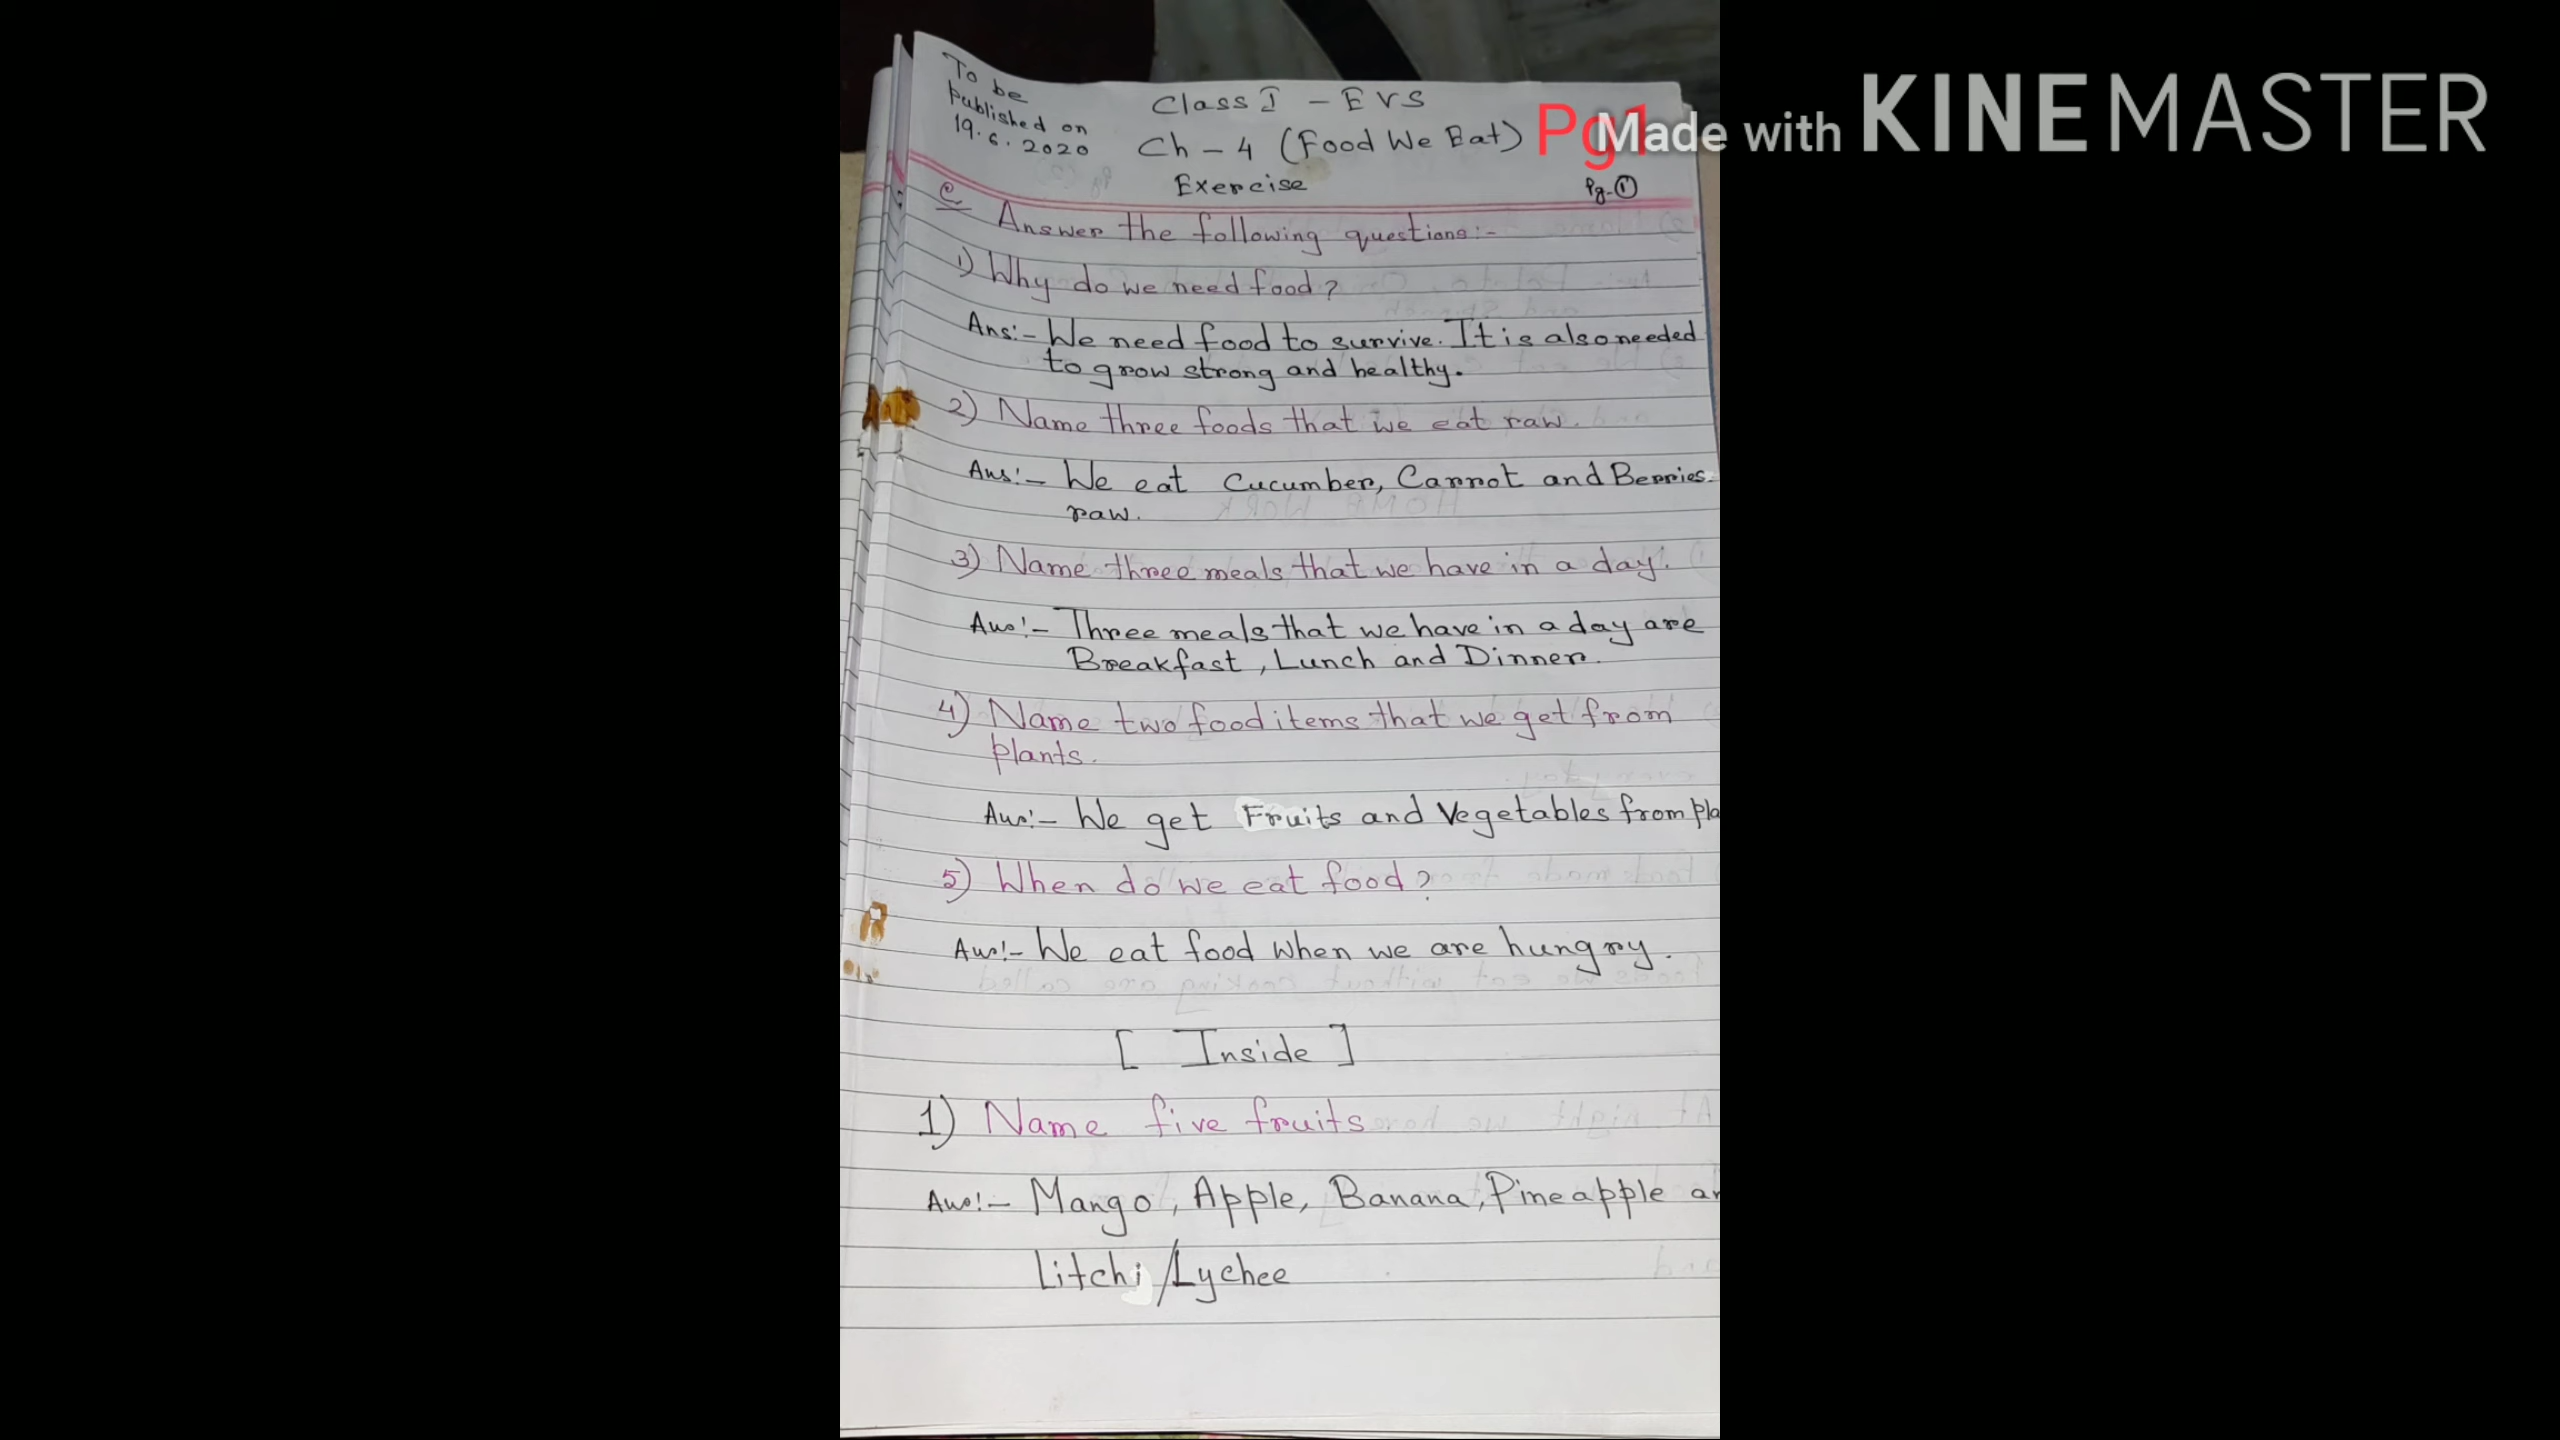 To be
Published on
19.6.2020
Class I - EVS
Ch - 4 (Food We Eat)
Pg1
Made with KINEMASTER
Exercise
Pg-①
C. Answer the following questions:-
1) Why do we need food?
Ans:- We need food to survive. It is also needed
to grow strong and healthy.
2) Name three foods that we eat raw.
Ans:- We eat Cucumber, Carrot and Berries
raw.
3) Name three meals that we have in a day.
Ans:- Three meals that we have in a day are
Breakfast, Lunch and Dinner.
4) Name two food items that we get from
plants.
Ans:- We get Fruits and Vegetables from pla
5) When do we eat food?
Ans:- We eat food when we are hungry.
[ Inside ]
1) Name five fruits
Ans:- Mango, Apple, Banana, Pineapple an
Litchi/Lychee